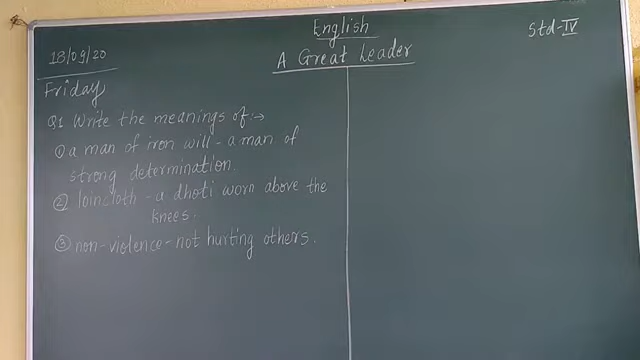 English
Std-IV
18/09/20
A Great Leader
Friday
Q1 Write the meanings of:→
① a man of iron will - a man of
strong determination.
② loincloth - a dhoti worn above the
knees.
③ non-violence - not hurting others.